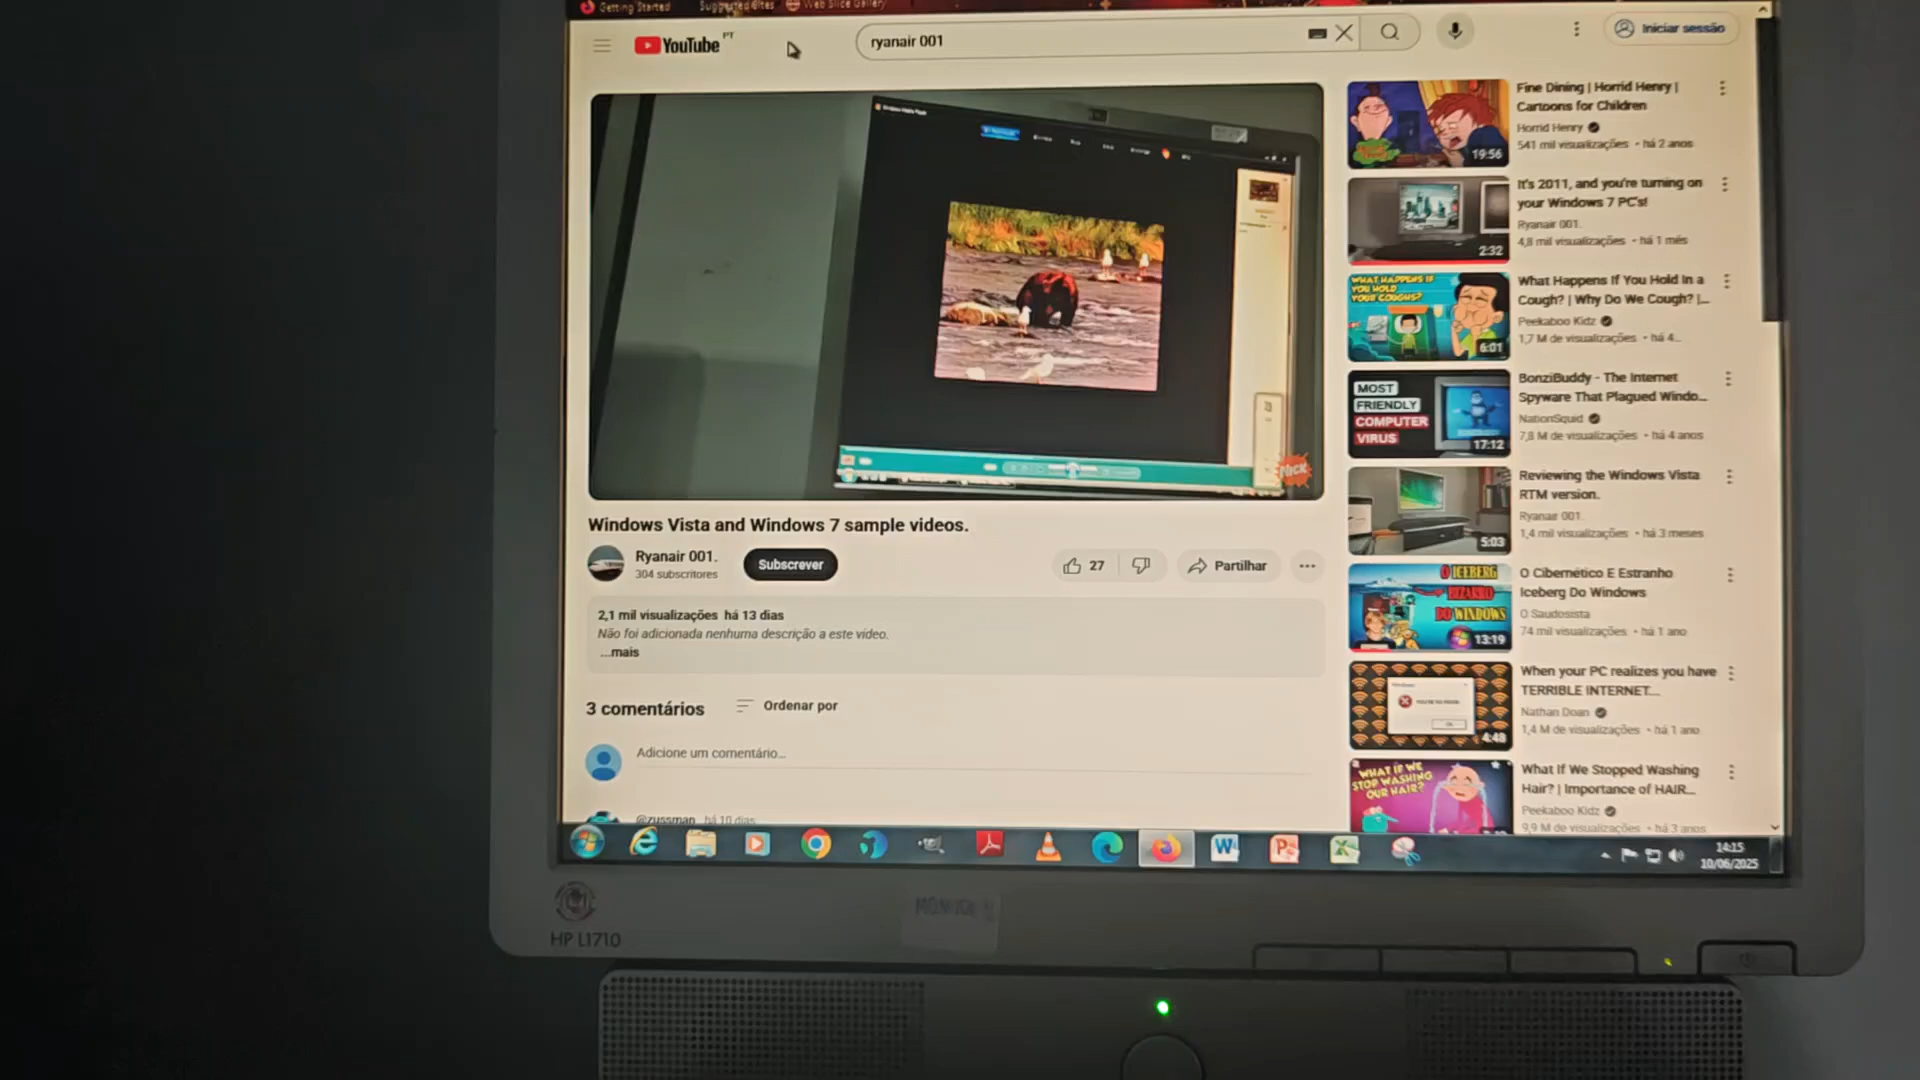 Getting Started
Suggested Sites
Web Slice Gallery
YouTube PT
ryanair 001
Iniciar sessão
Windows Vista and Windows 7 sample videos.
Ryanair 001.
304 subscritores
Subscrever
27
Partilhar
2,1 mil visualizações há 13 dias
Não foi adicionada nenhuma descrição a este vídeo.
...mais
3 comentários
Ordenar por
Adicione um comentário...
@zussman há 10 dias
Fine Dining | Horrid Henry |
Cartoons for Children
Horrid Henry
541 mil visualizações • há 2 anos
19:56
It's 2011, and you're turning on
your Windows 7 PC's!
Ryanair 001.
4,8 mil visualizações • há 1 mês
2:32
WHAT HAPPENS IF
YOU HOLD
YOUR COUGHS?
6:01
What Happens If You Hold In a
Cough? | Why Do We Cough? |...
Peekaboo Kidz
1,7 M de visualizações • há 4...
MOST
FRIENDLY
COMPUTER
VIRUS
17:12
BonziBuddy - The Internet
Spyware That Plagued Windo...
NationSquid
7,8 M de visualizações • há 4 anos
Reviewing the Windows Vista
RTM version.
Ryanair 001.
1,4 mil visualizações • há 3 meses
5:03
O ICEBERG
BIZARRO
DO WINDOWS
13:19
O Cibernético E Estranho
Iceberg Do Windows
O Saudosista
74 mil visualizações • há 1 ano
When your PC realizes you have
TERRIBLE INTERNET...
Nathan Doan
1,4 M de visualizações • há 1 ano
4:48
WHAT IF WE
STOP WASHING
OUR HAIR?
What If We Stopped Washing
Hair? | Importance of HAIR...
Peekaboo Kidz
9,9 M de visualizações • há 3 anos
14:15
10/06/2025
HP L1710